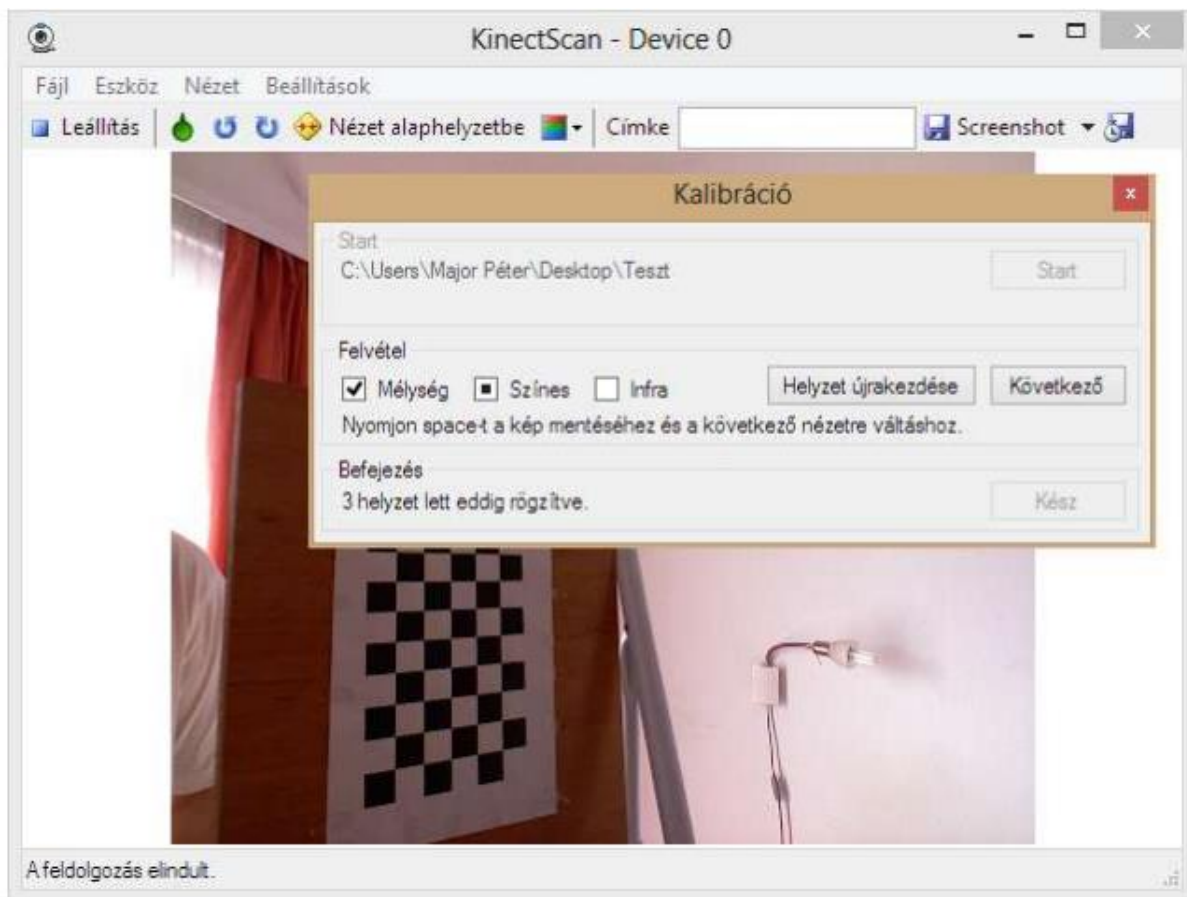 KinectScan - Device 0
Fájl Eszköz Nézet Beállítások
Leállítás Nézet alaphelyzetbe Címke Screenshot
Kalibráció
Start
C:\Users\Major Péter\Desktop\Teszt Start
Felvétel
Mélység Színes Infra Helyzet újrakezdése Következő
Nyomjon space-t a kép mentéséhez és a következő nézetre váltáshoz.
Befejezés
3 helyzet lett eddig rögzítve. Kész
A feldolgozás elindult.